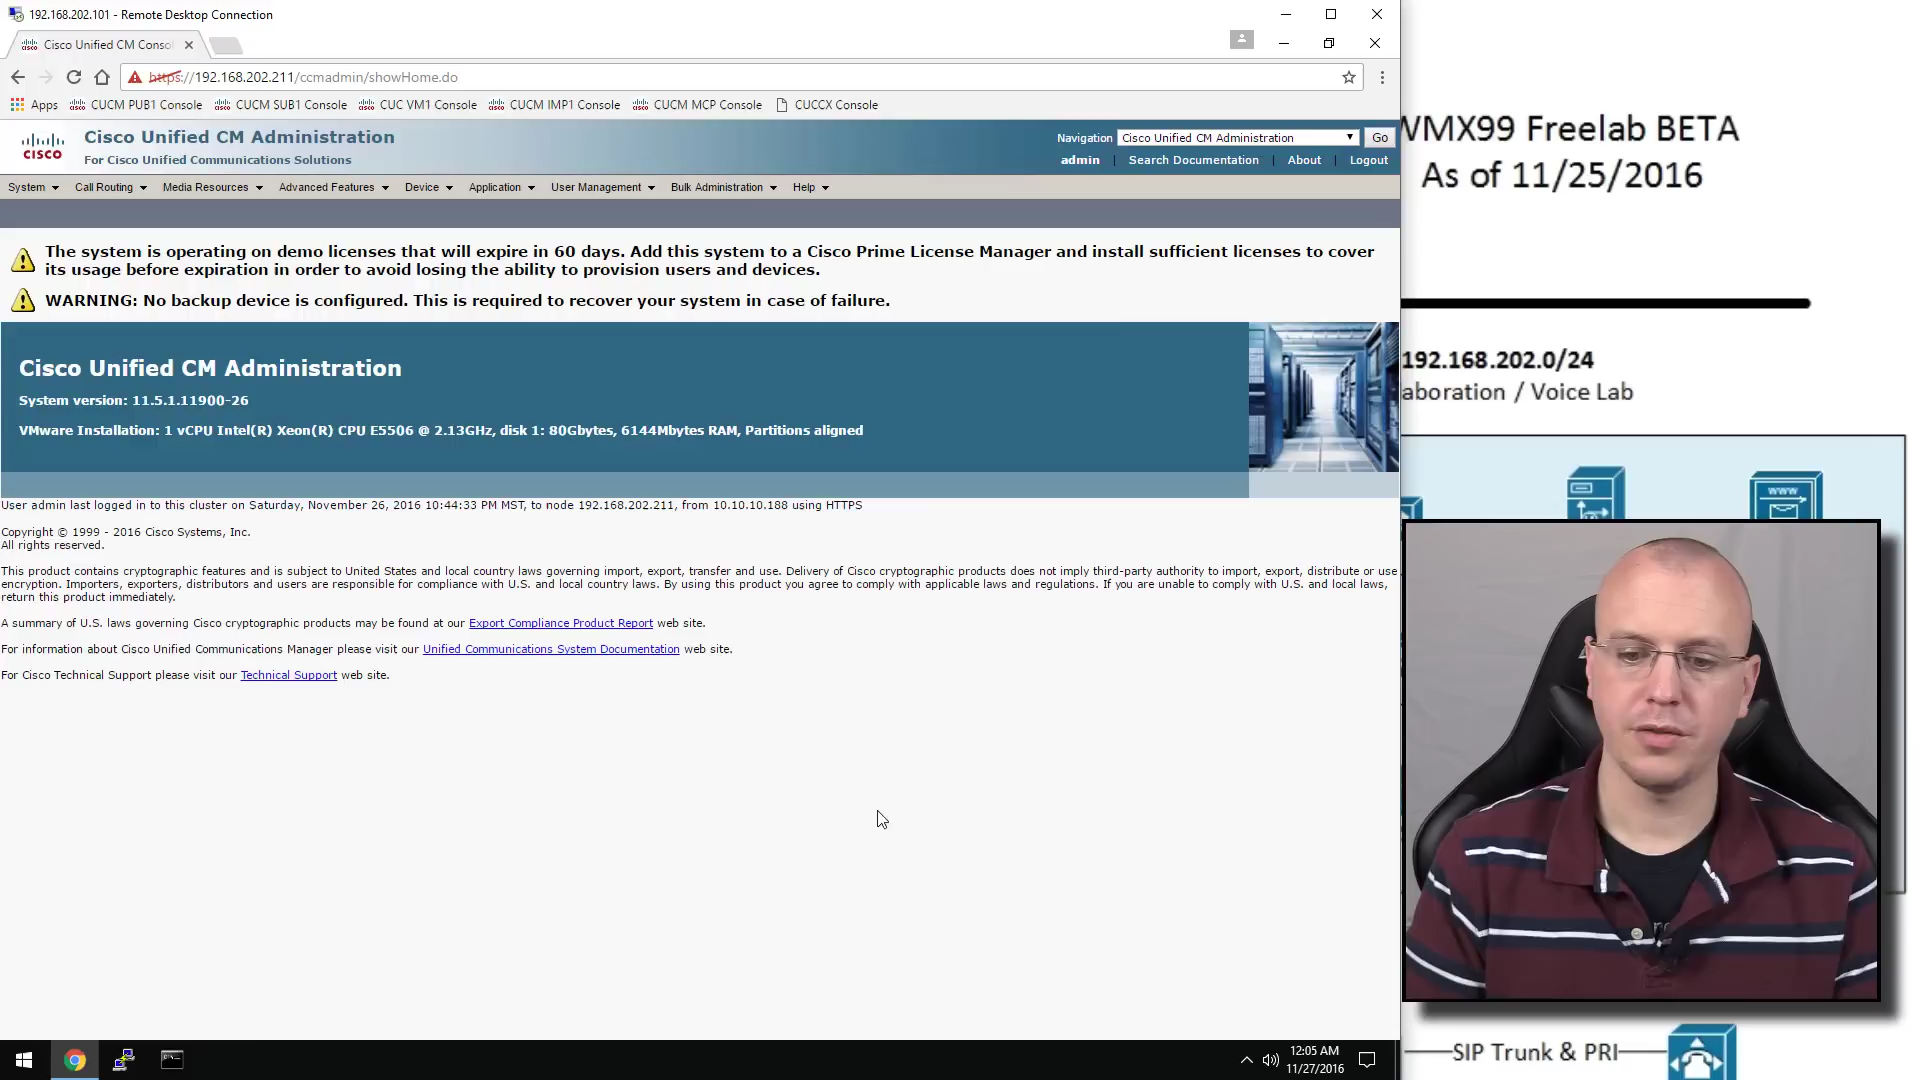 192.168.202.101 - Remote Desktop Connection
Cisco Unified CM Conso
https://192.168.202.211/ccmadmin/showHome.do
Apps CUCM PUB1 Console CUCM SUB1 Console CUC VM1 Console CUCM IMP1 Console CUCM MCP Console CUCCX Console
CISCO
Cisco Unified CM Administration
For Cisco Unified Communications Solutions
Navigation Cisco Unified CM Administration Go
admin | Search Documentation | About | Logout
System Call Routing Media Resources Advanced Features Device Application User Management Bulk Administration Help
The system is operating on demo licenses that will expire in 60 days. Add this system to a Cisco Prime License Manager and install sufficient licenses to cover
its usage before expiration in order to avoid losing the ability to provision users and devices.
WARNING: No backup device is configured. This is required to recover your system in case of failure.
Cisco Unified CM Administration
System version: 11.5.1.11900-26
VMware Installation: 1 vCPU Intel(R) Xeon(R) CPU E5506 @ 2.13GHz, disk 1: 80Gbytes, 6144Mbytes RAM, Partitions aligned
User admin last logged in to this cluster on Saturday, November 26, 2016 10:44:33 PM MST, to node 192.168.202.211, from 10.10.10.188 using HTTPS
Copyright © 1999 - 2016 Cisco Systems, Inc.
All rights reserved.
This product contains cryptographic features and is subject to United States and local country laws governing import, export, transfer and use. Delivery of Cisco cryptographic products does not imply third-party authority to import, export, distribute or use
encryption. Importers, exporters, distributors and users are responsible for compliance with U.S. and local country laws. By using this product you agree to comply with applicable laws and regulations. If you are unable to comply with U.S. and local laws,
return this product immediately.
A summary of U.S. laws governing Cisco cryptographic products may be found at our Export Compliance Product Report web site.
For information about Cisco Unified Communications Manager please visit our Unified Communications System Documentation web site.
For Cisco Technical Support please visit our Technical Support web site.
12:05 AM
11/27/2016
WMX99 Freelab BETA
As of 11/25/2016
192.168.202.0/24
aboration / Voice Lab
WWW
SIP Trunk & PRI